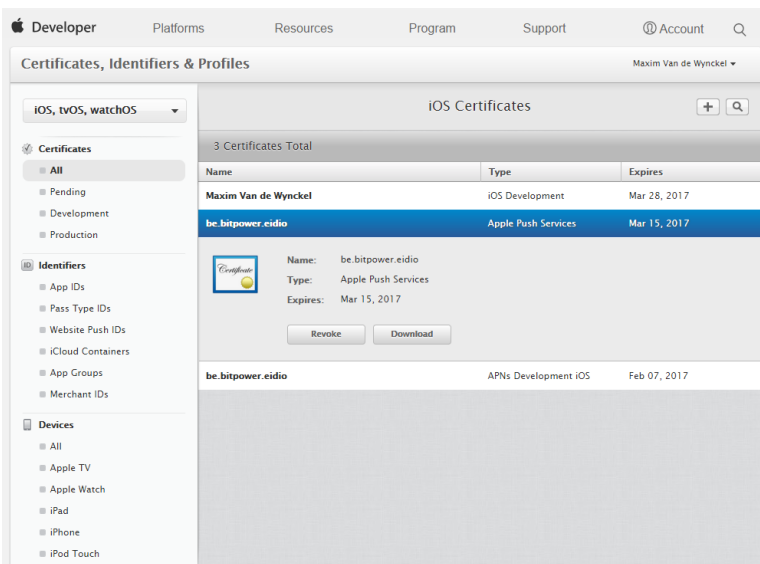 Developer Platforms Resources Program Support Account
Certificates, Identifiers & Profiles Maxim Van de Wynckel
iOS, tvOS, watchOS
Certificates
All
Pending
Development
Production
ID Identifiers
App IDs
Pass Type IDs
Website Push IDs
iCloud Containers
App Groups
Merchant IDs
Devices
All
Apple TV
Apple Watch
iPad
iPhone
iPod Touch
iOS Certificates
3 Certificates Total
Name Type Expires
Maxim Van de Wynckel iOS Development Mar 28, 2017
be.bitpower.eidio Apple Push Services Mar 15, 2017
Certificate
Name: be.bitpower.eidio
Type: Apple Push Services
Expires: Mar 15, 2017
Revoke Download
be.bitpower.eidio APNs Development iOS Feb 07, 2017